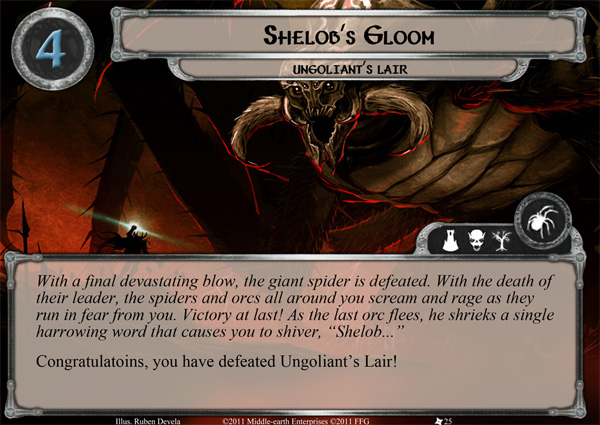 4
Shelob's Gloom
Ungoliant's Lair
With a final devastating blow, the giant spider is defeated. With the death of
their leader, the spiders and orcs all around you scream and rage as they
run in fear from you. Victory at last! As the last orc flees, he shrieks a single
harrowing word that causes you to shiver, “Shelob...”
Congratulatoins, you have defeated Ungoliant's Lair!
Illus. Ruben Devela ©2011 Middle-earth Enterprises ©2011 FFG 25